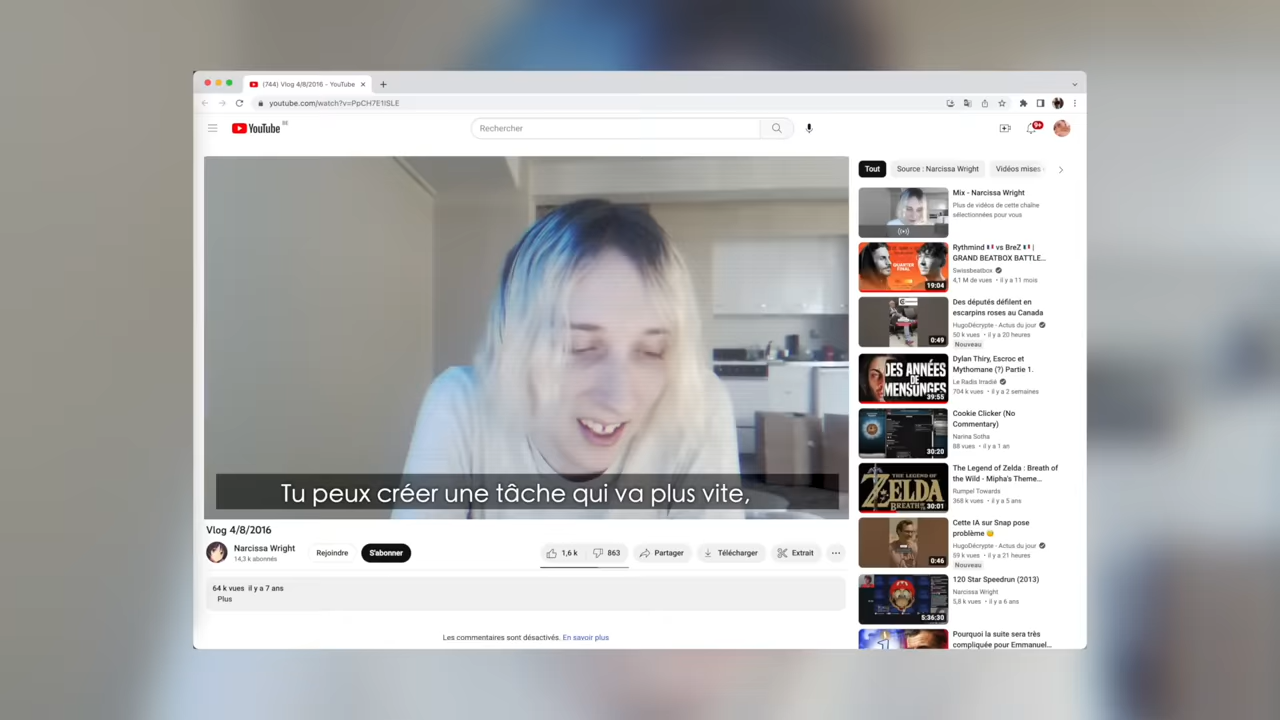 (744) Vlog 4/8/2016 - YouTube
youtube.com/watch?v=PpCH7E1ISLE
YouTube BE
Rechercher
9+
Tu peux créer une tâche qui va plus vite,
Vlog 4/8/2016
Narcissa Wright
14,3 k abonnés
Rejoindre
S'abonner
1,6 k
863
Partager
Télécharger
Extrait
64 k vues il y a 7 ans
Plus
Les commentaires sont désactivés. En savoir plus
Tout
Source : Narcissa Wright
Vidéos mises
Mix - Narcissa Wright
Plus de vidéos de cette chaîne
sélectionnées pour vous
Rythmind 🇫🇷 vs BreZ 🇫🇷 |
GRAND BEATBOX BATTLE...
Swissbeatbox
4,1 M de vues • il y a 11 mois
QUARTER
FINAL
19:04
Des députés défilent en
escarpins roses au Canada
HugoDécrypte - Actus du jour
50 k vues • il y a 20 heures
Nouveau
0:49
Dylan Thiry, Escroc et
Mythomane (?) Partie 1.
Le Radis Irradié
704 k vues • il y a 2 semaines
DES ANNÉES
DE
MENSONGES
39:55
Cookie Clicker (No
Commentary)
Narina Sotha
88 vues • il y a 1 an
30:20
The Legend of Zelda : Breath of
the Wild - Mipha's Theme...
Rumpel Towards
368 k vues • il y a 5 ans
THE LEGEND OF
ZELDA
30:01
Cette IA sur Snap pose
problème
HugoDécrypte - Actus du jour
59 k vues • il y a 21 heures
Nouveau
0:46
120 Star Speedrun (2013)
Narcissa Wright
5,8 k vues • il y a 6 ans
5:36:30
Pourquoi la suite sera très
compliquée pour Emmanuel...